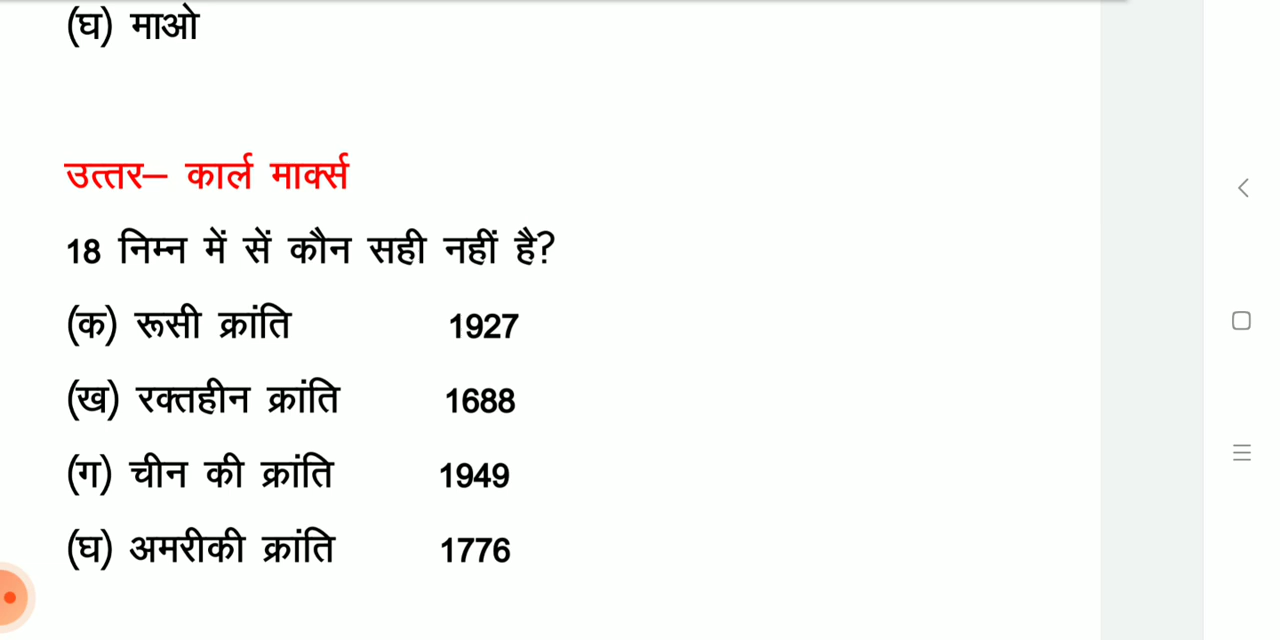 (घ) माओ
उत्तर– कार्ल मार्क्स
18 निम्न में सें कौन सही नहीं है?
(क) रूसी क्रांति 1927
(ख) रक्तहीन क्रांति 1688
(ग) चीन की क्रांति 1949
(घ) अमरीकी क्रांति 1776